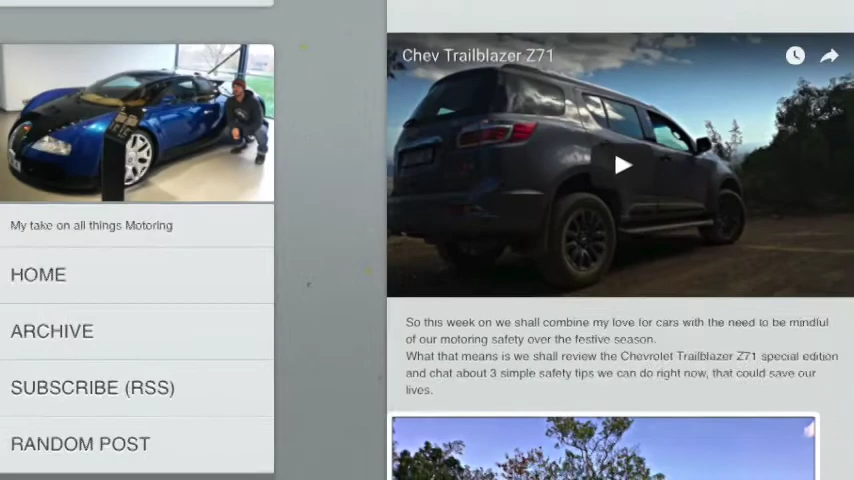 My take on all things Motoring
HOME
ARCHIVE
SUBSCRIBE (RSS)
RANDOM POST
Chev Trailblazer Z71
So this week on we shall combine my love for cars with the need to be mindful
of our motoring safety over the festive season.
What that means is we shall review the Chevrolet Trailblazer Z71 special edition
and chat about 3 simple safety tips we can do right now, that could save our
lives.